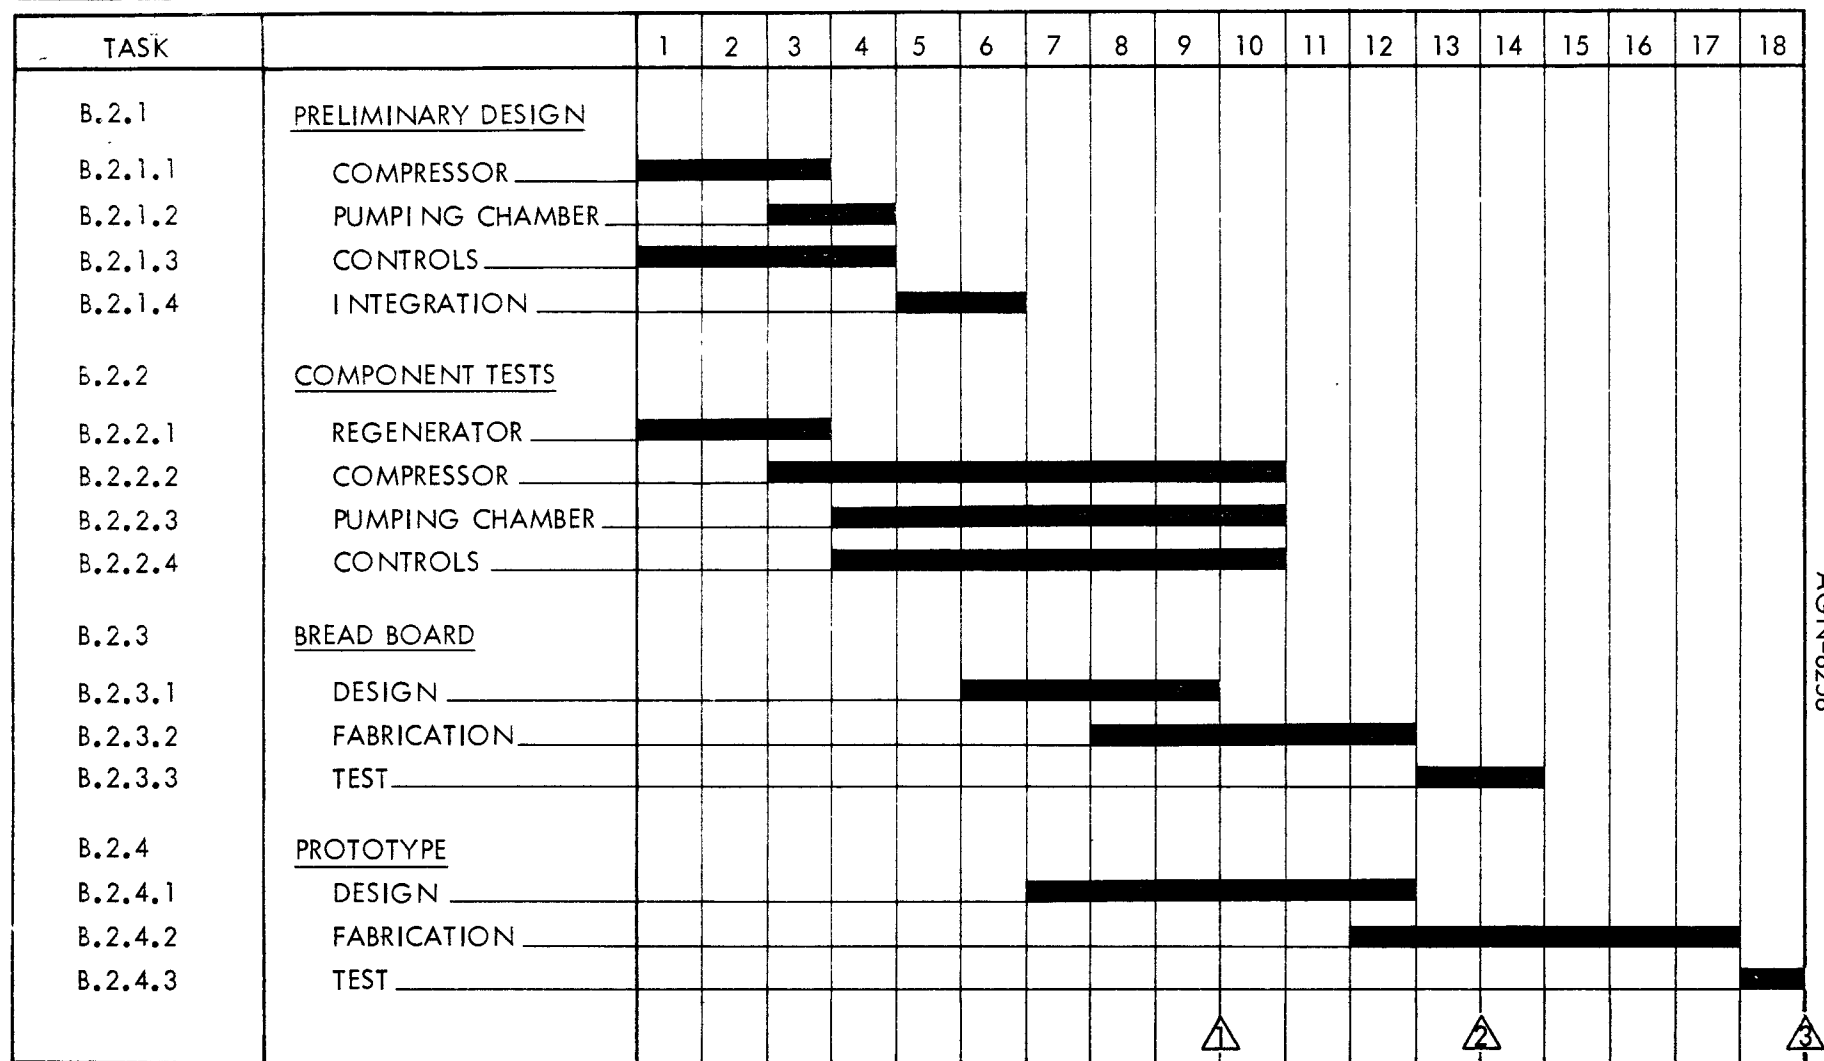 TASK 1 2 3 4 5 6 7 8 9 10 11 12 13 14 15 16 17 18
B.2.1 PRELIMINARY DESIGN
B.2.1.1 COMPRESSOR
B.2.1.2 PUMPING CHAMBER
B.2.1.3 CONTROLS
B.2.1.4 INTEGRATION
B.2.2 COMPONENT TESTS
B.2.2.1 REGENERATOR
B.2.2.2 COMPRESSOR
B.2.2.3 PUMPING CHAMBER
B.2.2.4 CONTROLS
B.2.3 BREAD BOARD
B.2.3.1 DESIGN
B.2.3.2 FABRICATION
B.2.3.3 TEST
B.2.4 PROTOTYPE
B.2.4.1 DESIGN
B.2.4.2 FABRICATION
B.2.4.3 TEST
1 2 3